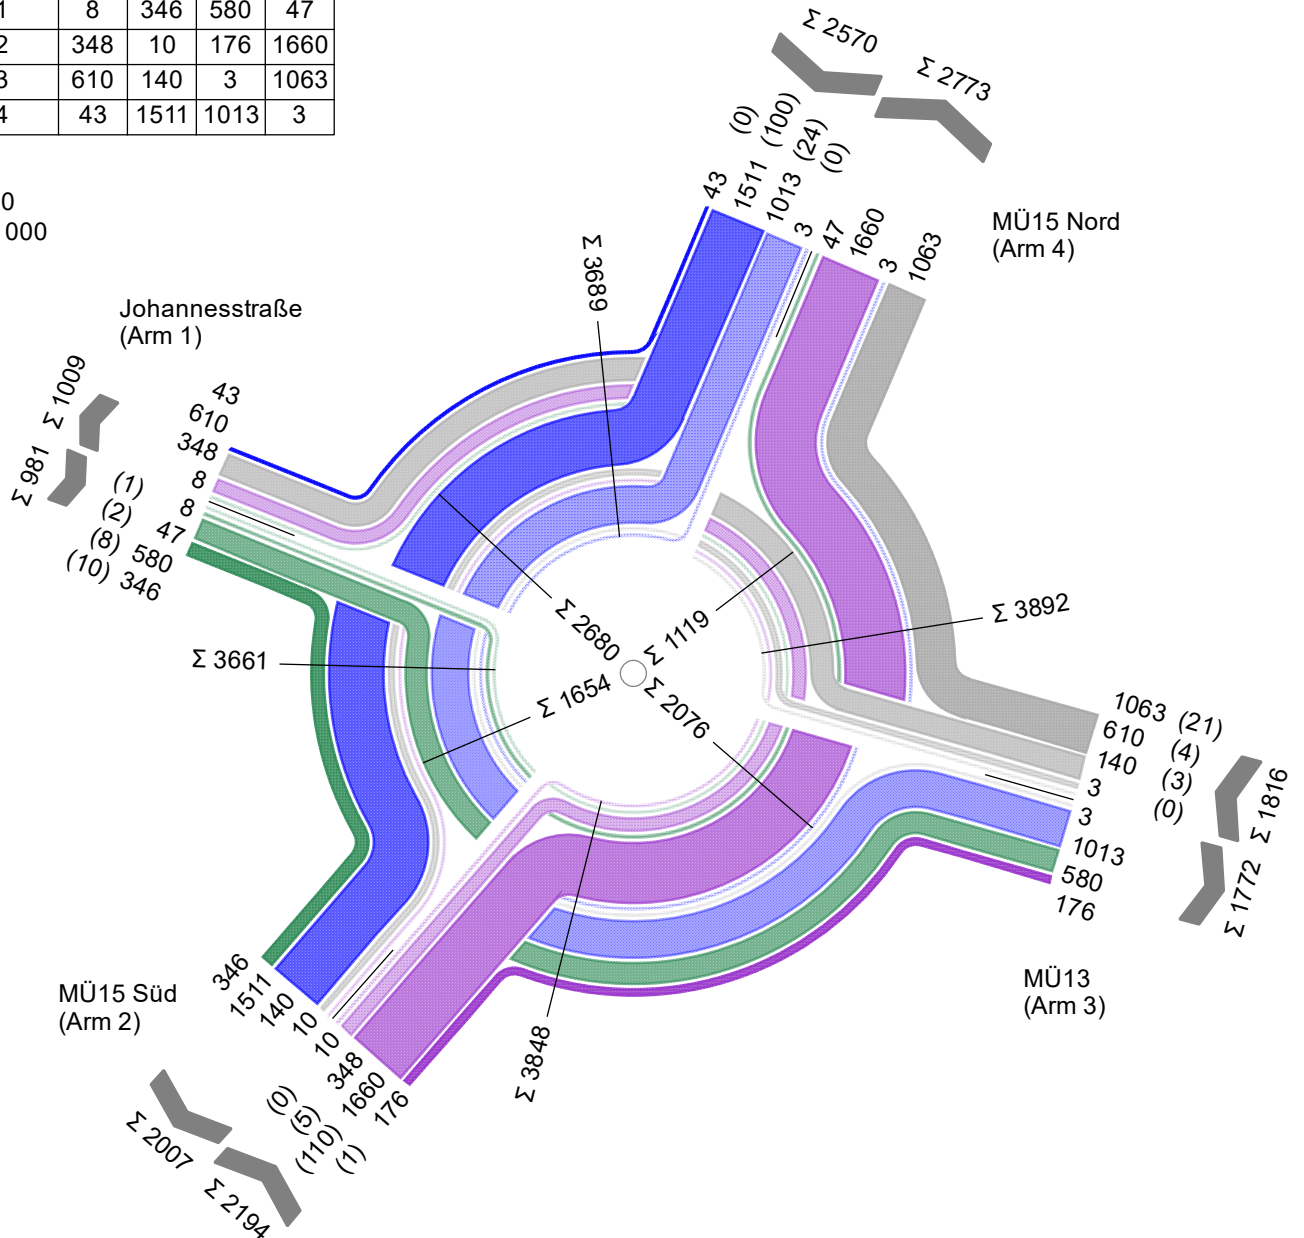 1 8 346 580 47
2 348 10 176 1660
3 610 140 3 1063
4 43 1511 1013 3
0
000
Σ 2570
Σ 2773
(0)
(100)
(24)
(0)
43
1511
1013
3
47
1660
3
1063
MÜ15 Nord
(Arm 4)
Σ 3689
Johannesstraße
(Arm 1)
Σ 1009
Σ 981
43
610
348
8
(1) 8
(2) 47
(8) 580
(10) 346
Σ 3892
Σ 2680
Σ 1119
Σ 3661
Σ 1654
Σ 2076
1063 (21)
610 (4)
140 (3)
3 (0)
3
1013
580
176
Σ 1816
Σ 1772
MÜ13
(Arm 3)
MÜ15 Süd
(Arm 2)
346
1511
140
10
10
348
1660
176
Σ 3848
(0)
(5)
(110)
(1)
Σ 2007
Σ 2194